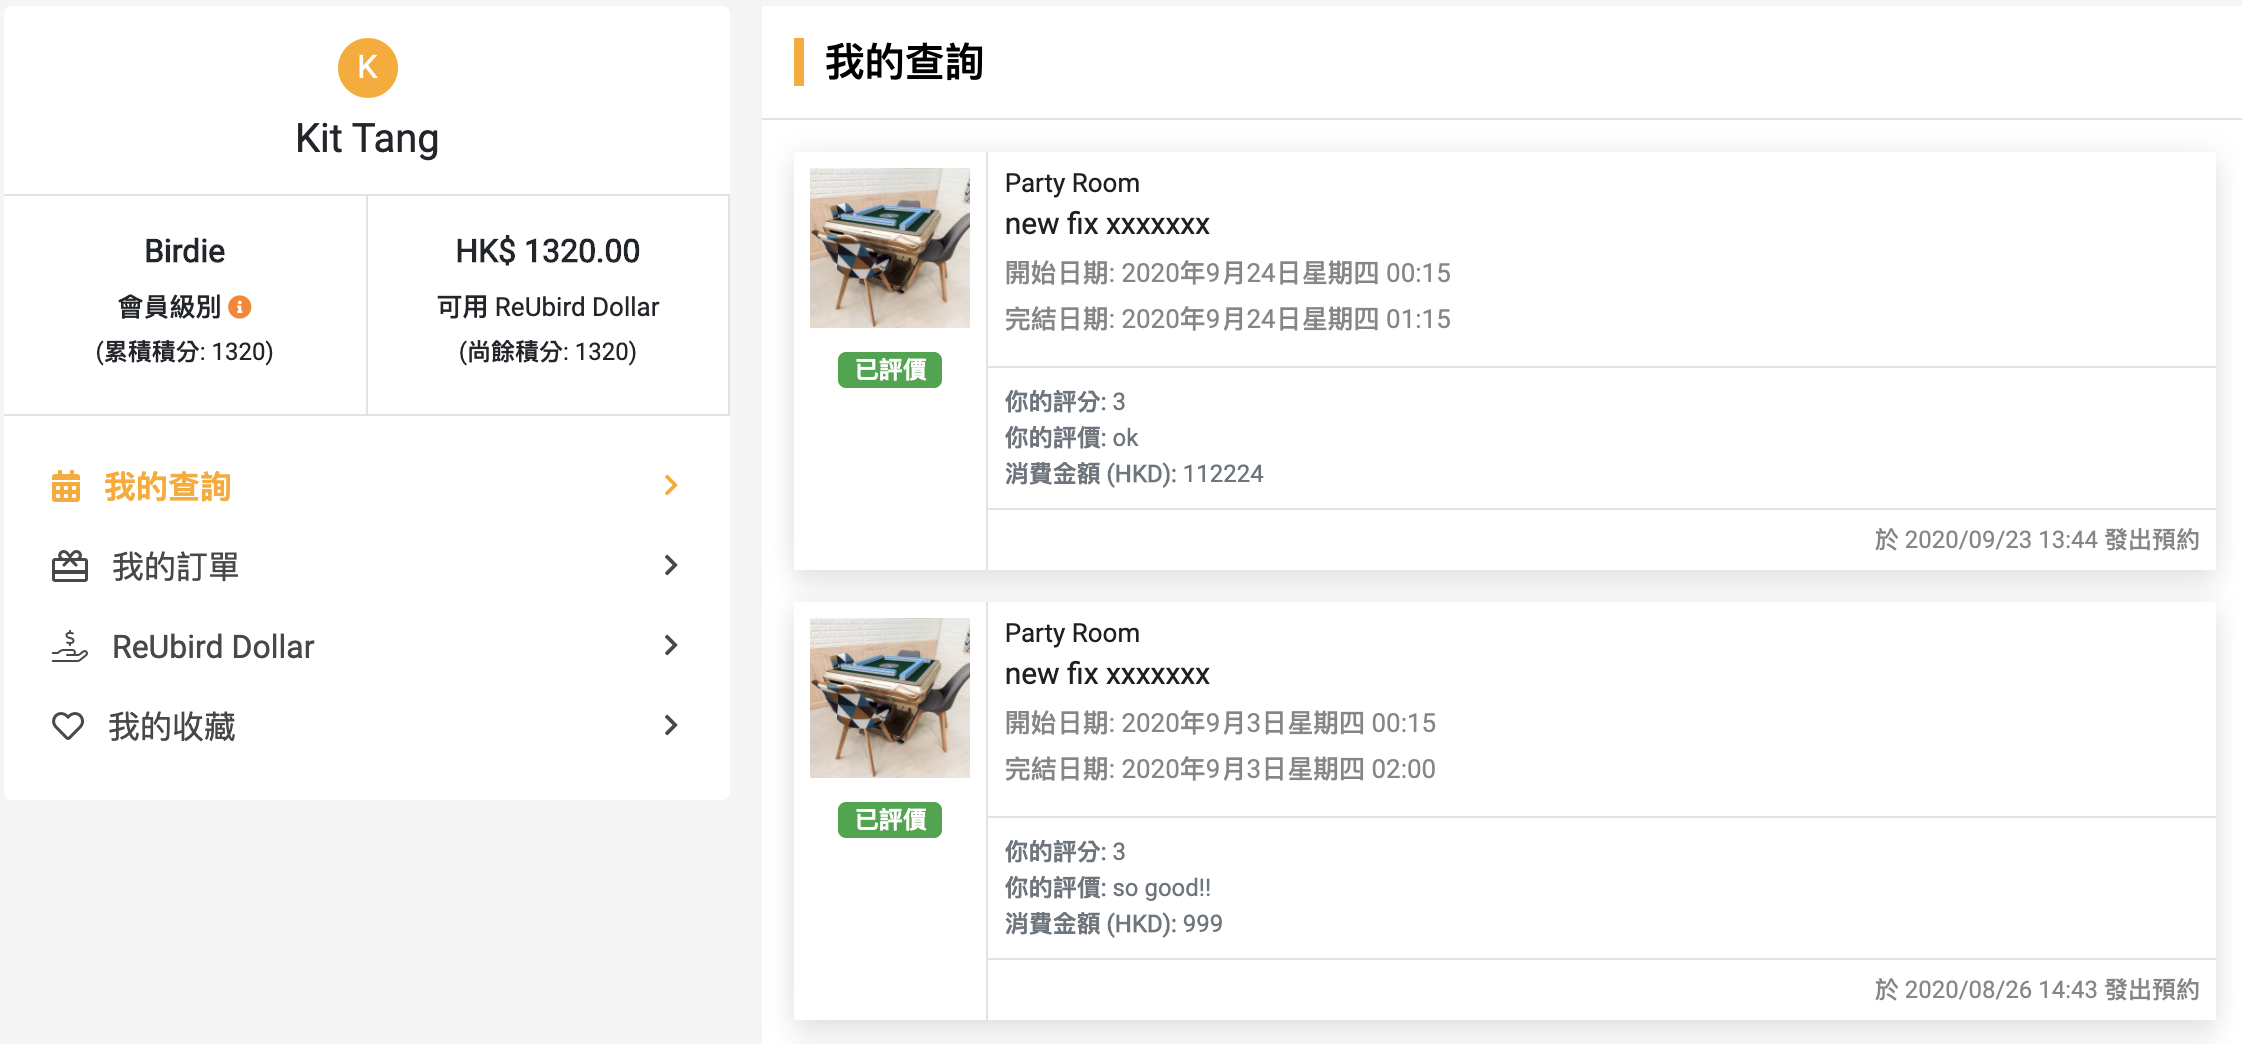 K
Kit Tang
Birdie
會員級別
(累積積分: 1320)
HK$ 1320.00
可用 ReUbird Dollar
(尚餘積分: 1320)
我的查詢
我的訂單
ReUbird Dollar
我的收藏
我的查詢
Party Room
new fix xxxxxxx
開始日期: 2020年9月24日星期四 00:15
完結日期: 2020年9月24日星期四 01:15
已評價
你的評分: 3
你的評價: ok
消費金額 (HKD): 112224
於 2020/09/23 13:44 發出預約
Party Room
new fix xxxxxxx
開始日期: 2020年9月3日星期四 00:15
完結日期: 2020年9月3日星期四 02:00
已評價
你的評分: 3
你的評價: so good!!
消費金額 (HKD): 999
於 2020/08/26 14:43 發出預約